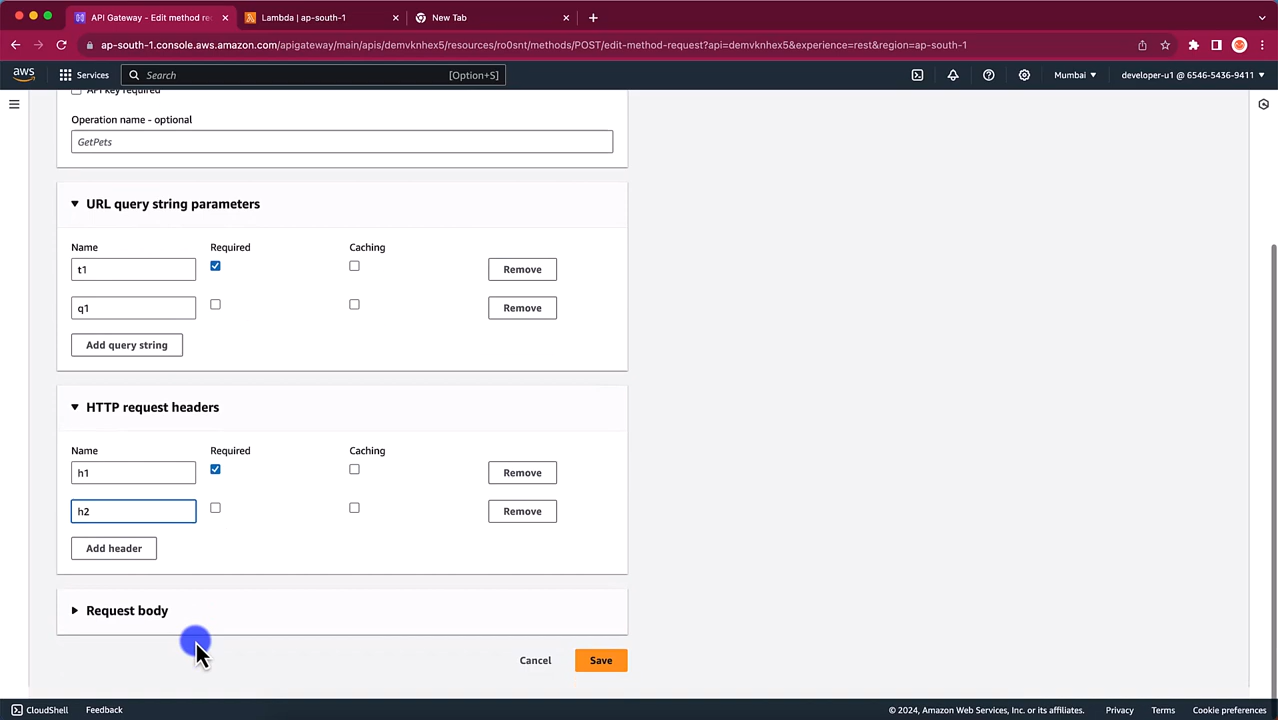 API Gateway - Edit method re
Lambda | ap-south-1
New Tab
ap-south-1.console.aws.amazon.com/apigateway/main/apis/demvknhex5/resources/ro0snt/methods/POST/edit-method-request?api=demvknhex5&experience=rest&region=ap-south-1
aws
Services
Search
[Option+S]
Mumbai
developer-u1 @ 6546-5436-9411
API key required
Operation name - optional
GetPets
URL query string parameters
Name
Required
Caching
t1
Remove
q1
Remove
Add query string
HTTP request headers
Name
Required
Caching
h1
Remove
h2
Remove
Add header
Request body
Cancel
Save
CloudShell
Feedback
© 2024, Amazon Web Services, Inc. or its affiliates.
Privacy
Terms
Cookie preferences